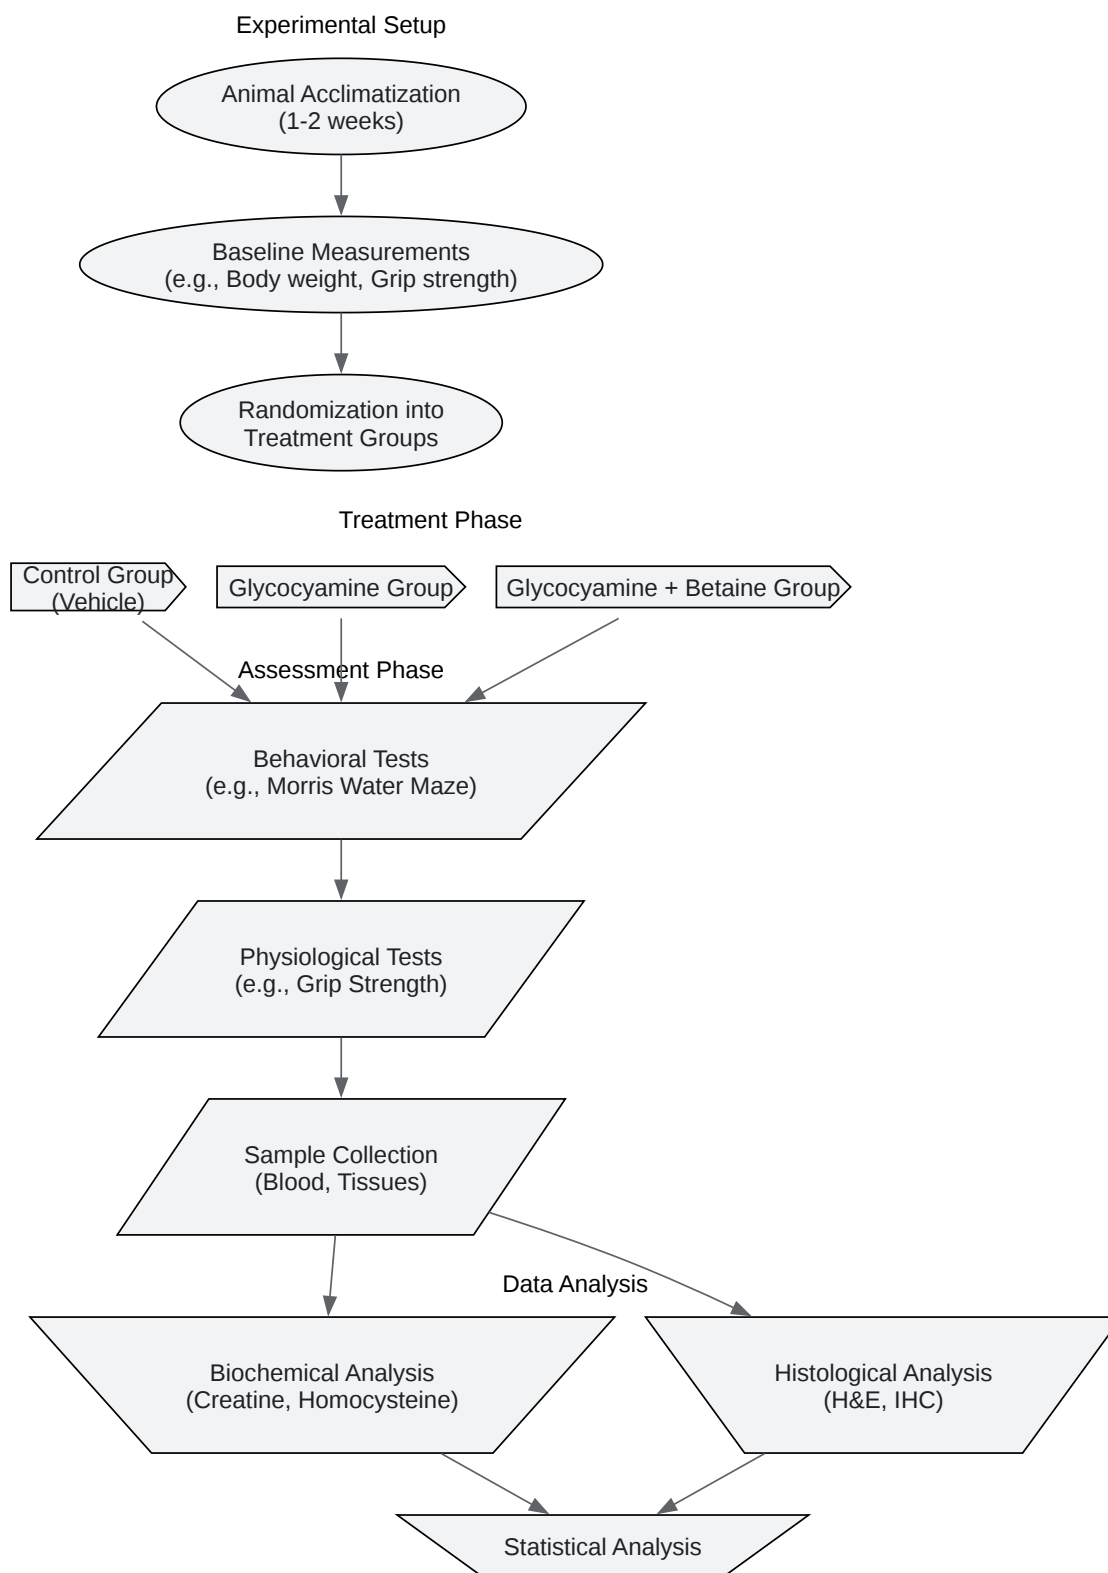 Experimental Setup
Animal Acclimatization
(1-2 weeks)
Baseline Measurements
(e.g., Body weight, Grip strength)
Randomization into
Treatment Groups
Treatment Phase
Control Group
(Vehicle)
Glycocyamine Group
Glycocyamine + Betaine Group
Assessment Phase
Behavioral Tests
(e.g., Morris Water Maze)
Physiological Tests
(e.g., Grip Strength)
Sample Collection
(Blood, Tissues)
Data Analysis
Biochemical Analysis
(Creatine, Homocysteine)
Histological Analysis
(H&E, IHC)
Statistical Analysis